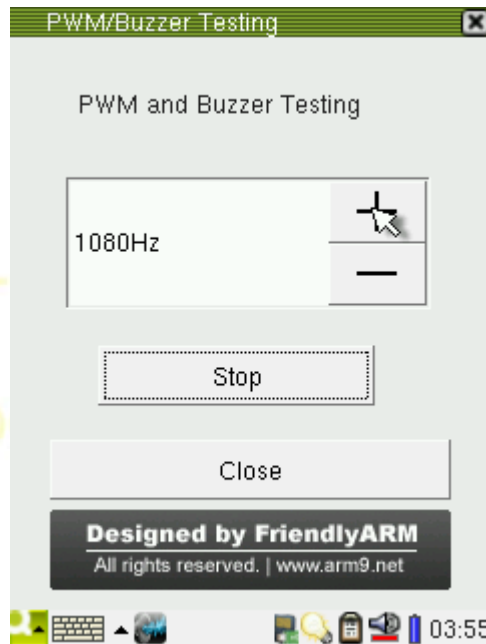 PWM/Buzzer Testing
PWM and Buzzer Testing
1080Hz
Stop
Close
Designed by FriendlyARM
All rights reserved. | www.arm9.net
03:55